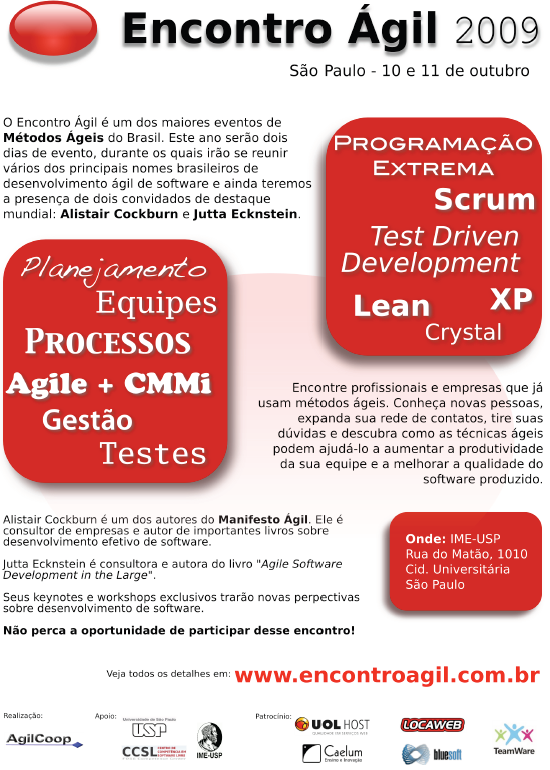 Encontro Ágil 2009
São Paulo - 10 e 11 de outubro
O Encontro Ágil é um dos maiores eventos de
Métodos Ágeis do Brasil. Este ano serão dois
dias de evento, durante os quais irão se reunir
vários dos principais nomes brasileiros de
desenvolvimento ágil de software e ainda teremos
a presença de dois convidados de destaque
mundial: Alistair Cockburn e Jutta Ecknstein.
PROGRAMAÇÃO
EXTREMA
Scrum
Test Driven
Development
Lean
XP
Crystal
Planejamento
Equipes
PROCESSOS
Agile + CMMi
Gestão
Testes
Encontre profissionais e empresas que já
usam métodos ágeis. Conheça novas pessoas,
expanda sua rede de contatos, tire suas
dúvidas e descubra como as técnicas ágeis
podem ajudá-lo a aumentar a produtividade
da sua equipe e a melhorar a qualidade do
software produzido.
Alistair Cockburn é um dos autores do Manifesto Ágil. Ele é
consultor de empresas e autor de importantes livros sobre
desenvolvimento efetivo de software.
Jutta Ecknstein é consultora e autora do livro "Agile Software
Development in the Large".
Seus keynotes e workshops exclusivos trarão novas perpectivas
sobre desenvolvimento de software.
Não perca a oportunidade de participar desse encontro!
Onde: IME-USP
Rua do Matão, 1010
Cid. Universitária
São Paulo
Veja todos os detalhes em: www.encontroagil.com.br
Realização:
AgilCoop
Apoio:
Universidade de São Paulo
USP
CCSL
IME-USP
Patrocínio:
UOL HOST
LOCAWEB
Caelum
Ensino e Inovação
bluesoft
TeamWare